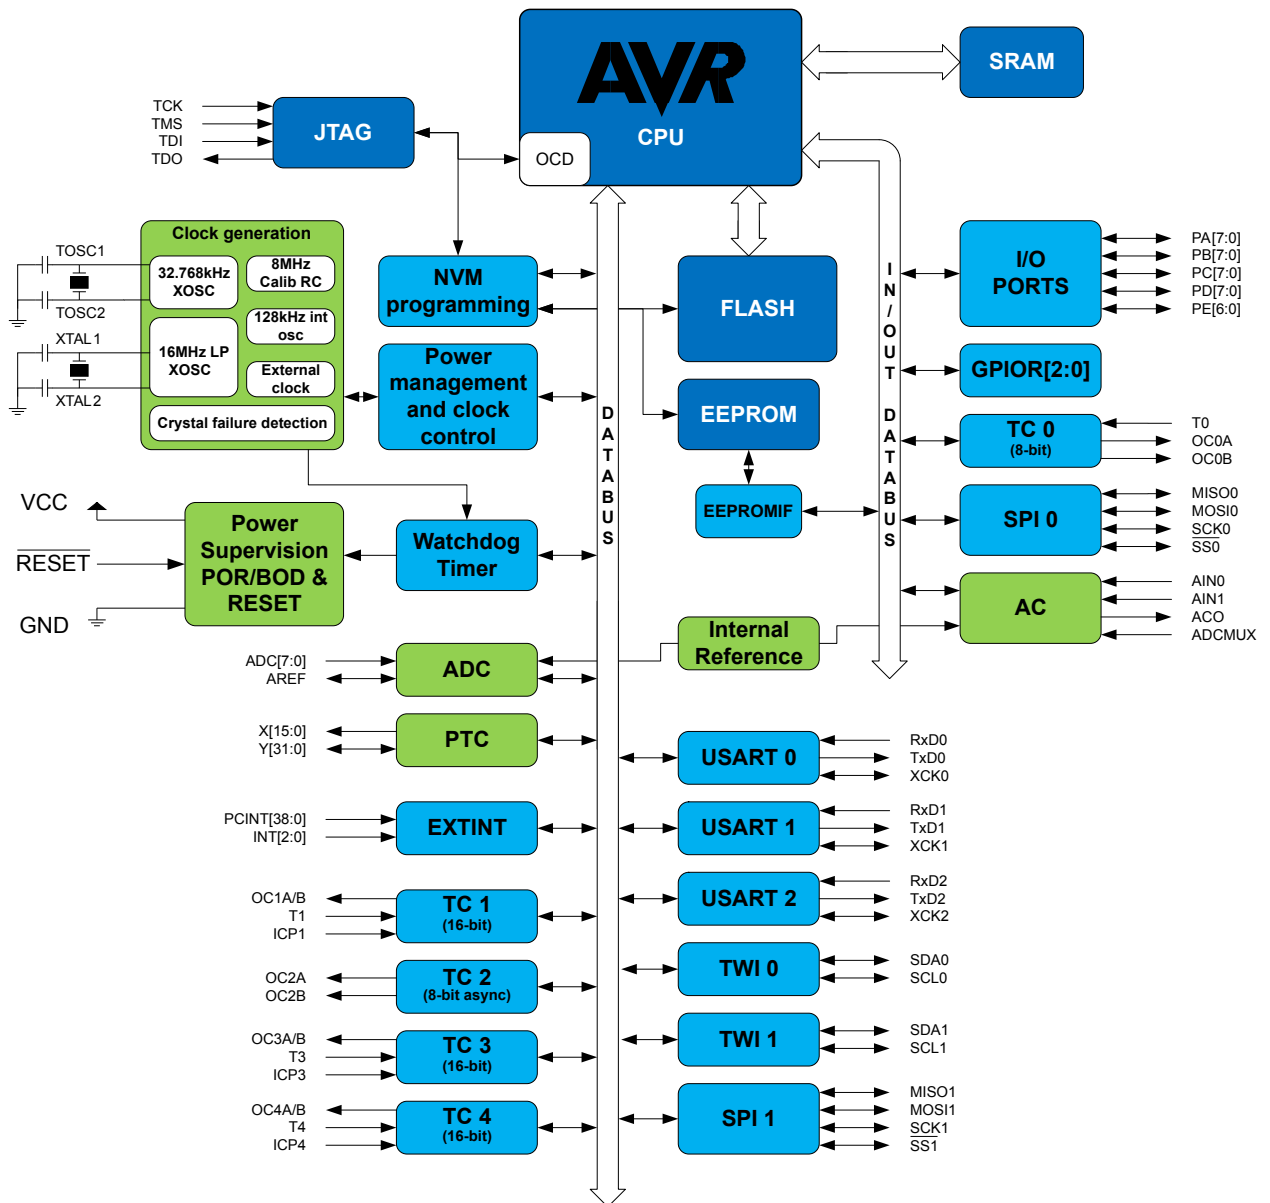 AVR
CPU
OCD
SRAM
TCK
TMS
TDI
TDO
JTAG
Clock generation
TOSC1
TOSC2
XTAL1
XTAL2
32.768kHz
XOSC
8MHz
Calib RC
16MHz LP
XOSC
128kHz int
osc
External
clock
Crystal failure detection
NVM
programming
Power
management
and clock
control
FLASH
EEPROM
EEPROMIF
DATABUS
IN/OUT DATABUS
I/O
PORTS
PA[7:0]
PB[7:0]
PC[7:0]
PD[7:0]
PE[6:0]
GPIOR[2:0]
TC 0
(8-bit)
T0
OC0A
OC0B
SPI 0
MISO0
MOSI0
SCK0
SS0
AC
AIN0
AIN1
ACO
ADCMUX
VCC
RESET
GND
Power
Supervision
POR/BOD &
RESET
Watchdog
Timer
Internal
Reference
ADC[7:0]
AREF
ADC
X[15:0]
Y[31:0]
PTC
PCINT[38:0]
INT[2:0]
EXTINT
OC1A/B
T1
ICP1
TC 1
(16-bit)
OC2A
OC2B
TC 2
(8-bit async)
OC3A/B
T3
ICP3
TC 3
(16-bit)
OC4A/B
T4
ICP4
TC 4
(16-bit)
USART 0
RxD0
TxD0
XCK0
USART 1
RxD1
TxD1
XCK1
USART 2
RxD2
TxD2
XCK2
TWI 0
SDA0
SCL0
TWI 1
SDA1
SCL1
SPI 1
MISO1
MOSI1
SCK1
SS1